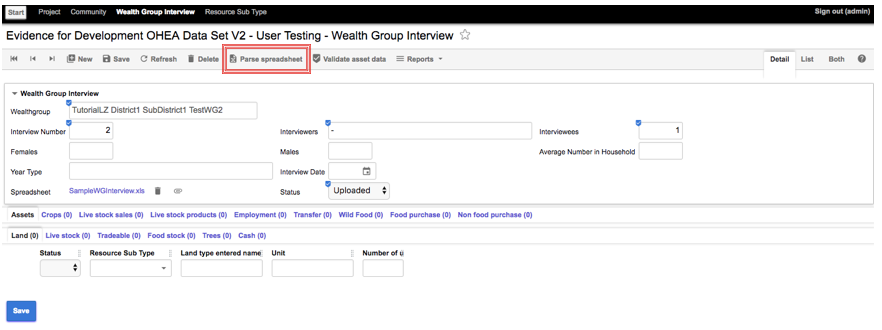 Start Project Community Wealth Group Interview Resource Sub Type Sign out (admin)
Evidence for Development OHEA Data Set V2 - User Testing - Wealth Group Interview
New Save Refresh Delete Parse spreadsheet Validate asset data Reports Detail List Both
Wealth Group Interview
Wealthgroup TutorialLZ District1 SubDistrict1 TestWG2
Interview Number 2 Interviewers - Interviewees 1
Females Males Average Number in Household
Year Type Interview Date
Spreadsheet SampleWGInterview.xls Status Uploaded
Assets Crops (0) Live stock sales (0) Live stock products (0) Employment (0) Transfer (0) Wild Food (0) Food purchase (0) Non food purchase (0)
Land (0) Live stock (0) Tradeable (0) Food stock (0) Trees (0) Cash (0)
Status Resource Sub Type Land type entered name Unit Number of u
Save